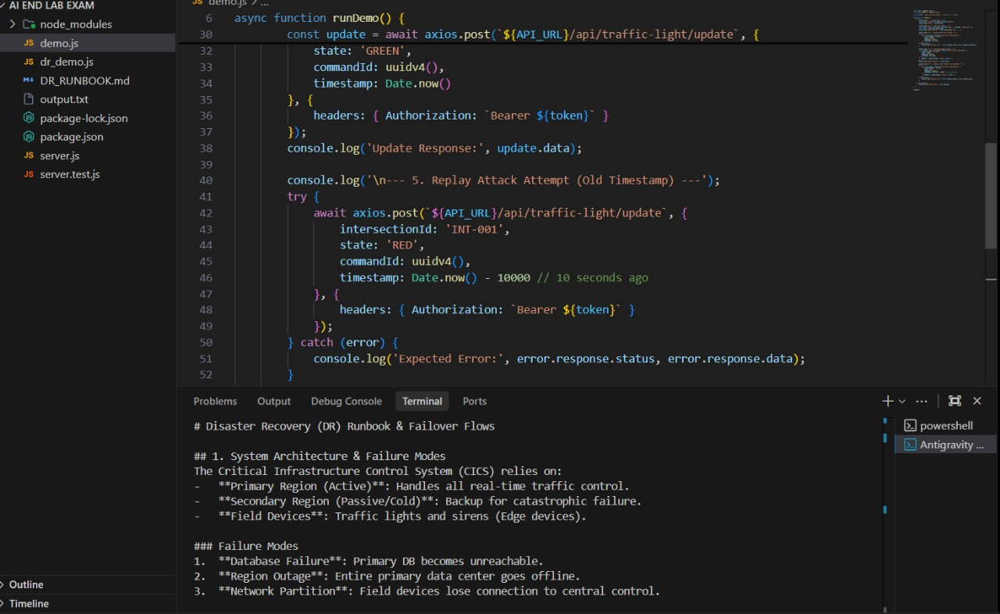 AI END LAB EXAM
node_modules
JS demo.js
JS dr_demo.js
M↓ DR_RUNBOOK.md
output.txt
package-lock.json
package.json
JS server.js
JS server.test.js
Outline
Timeline
JS demo.js > ...
6 async function runDemo() {
30 const update = await axios.post(`${API_URL}/api/traffic-light/update`, {
32 state: 'GREEN',
33 commandId: uuidv4(),
34 timestamp: Date.now()
35 }, {
36 headers: { Authorization: `Bearer ${token}` }
37 });
38 console.log('Update Response:', update.data);
39
40 console.log('\n--- 5. Replay Attack Attempt (Old Timestamp) ---');
41 try {
42 await axios.post(`${API_URL}/api/traffic-light/update`, {
43 intersectionId: 'INT-001',
44 state: 'RED',
45 commandId: uuidv4(),
46 timestamp: Date.now() - 10000 // 10 seconds ago
47 }, {
48 headers: { Authorization: `Bearer ${token}` }
49 });
50 } catch (error) {
51 console.log('Expected Error:', error.response.status, error.response.data);
52 }
Problems Output Debug Console Terminal Ports
# Disaster Recovery (DR) Runbook & Failover Flows
## 1. System Architecture & Failure Modes
The Critical Infrastructure Control System (CICS) relies on:
- **Primary Region (Active)**: Handles all real-time traffic control.
- **Secondary Region (Passive/Cold)**: Backup for catastrophic failure.
- **Field Devices**: Traffic lights and sirens (Edge devices).
### Failure Modes
1. **Database Failure**: Primary DB becomes unreachable.
2. **Region Outage**: Entire primary data center goes offline.
3. **Network Partition**: Field devices lose connection to central control.
powershell
Antigravity ...